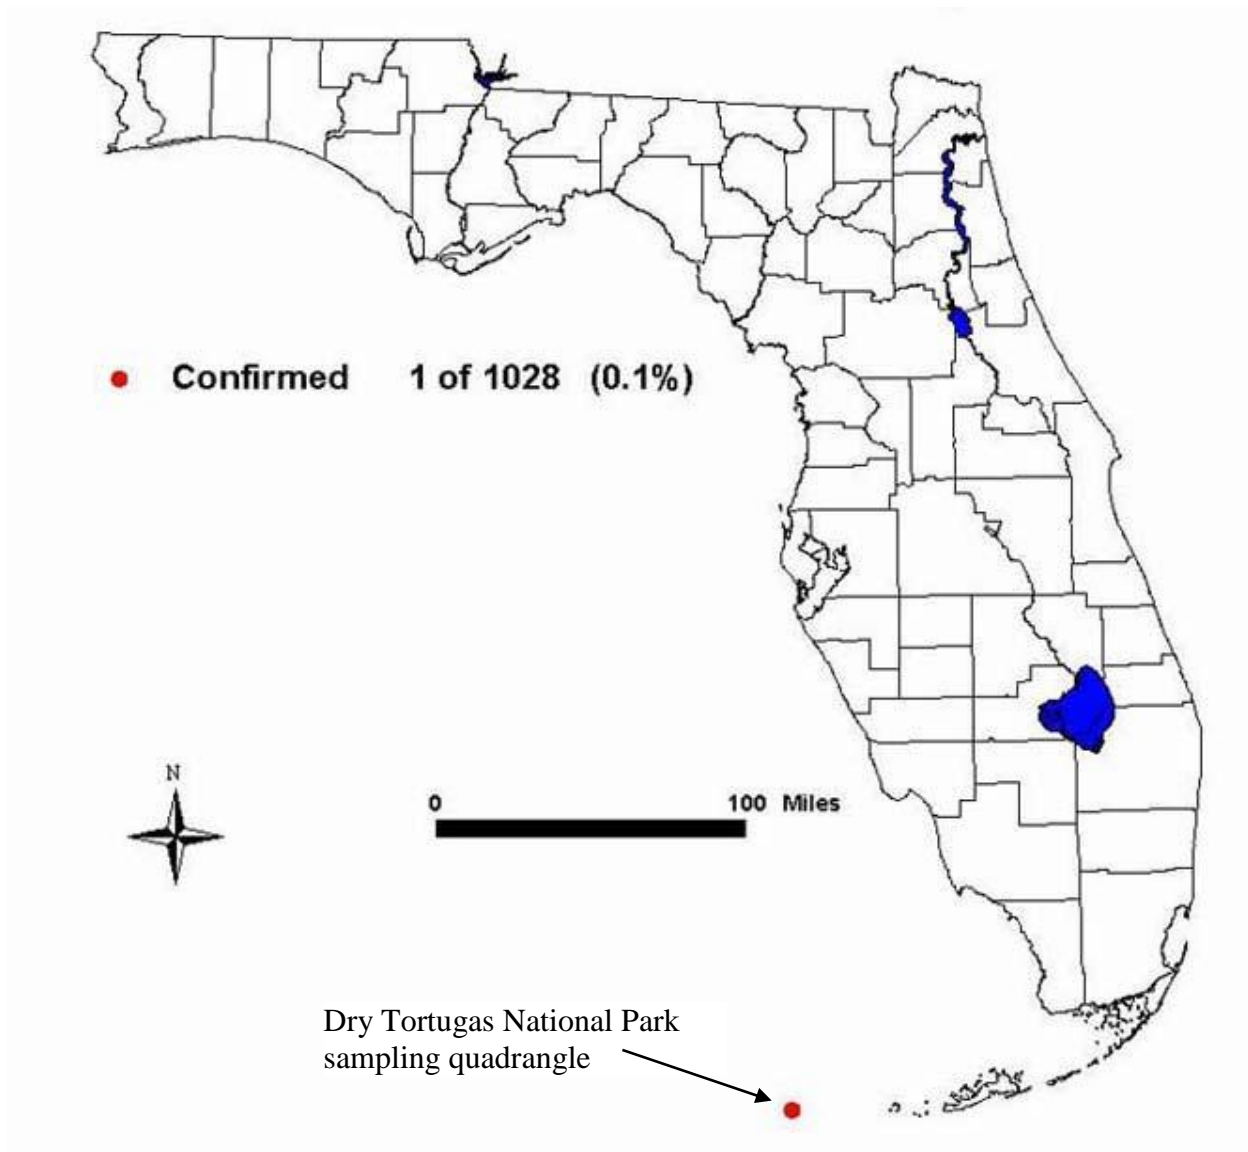 Confirmed 1 of 1028 (0.1%)
N
0 100 Miles
Dry Tortugas National Park
sampling quadrangle